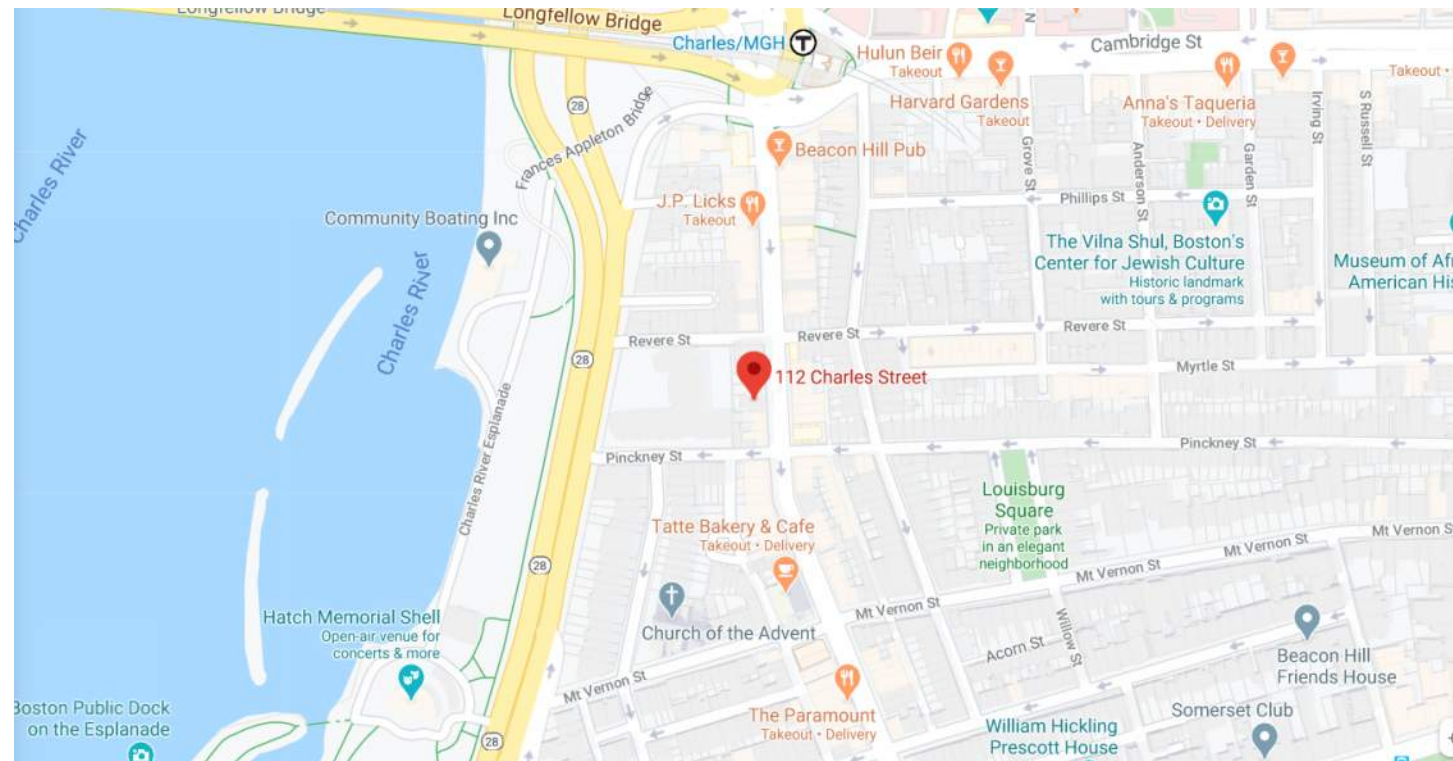 Longfellow Bridge
Longfellow Bridge
Charles/MGH
T
Hulun Beir
Takeout
N
Cambridge St
Takeout •
Harvard Gardens
Takeout
Anna's Taqueria
Takeout • Delivery
Irving St
S Russell St
28
Frances Appleton Bridge
Beacon Hill Pub
Grove St
Anderson St
Garden St
Charles River
J.P. Licks
Takeout
Phillips St
Community Boating Inc
The Vilna Shul, Boston's
Center for Jewish Culture
Historic landmark
with tours & programs
Museum of Afr
American His
Charles River
Revere St
Revere St
Revere St
28
112 Charles Street
Myrtle St
Charles River Esplanade
Pinckney St
Pinckney St
Louisburg
Square
Private park
in an elegant
neighborhood
Tatte Bakery & Cafe
Takeout • Delivery
Mt Vernon St
Mt Vernon St
Mt Vernon St
28
Mt Vernon St
Hatch Memorial Shell
Open-air venue for
concerts & more
Church of the Advent
Acorn St
Willow St
Beacon Hill
Friends House
Mt Vernon St
Boston Public Dock
on the Esplanade
The Paramount
Takeout • Delivery
William Hickling
Prescott House
Somerset Club
28